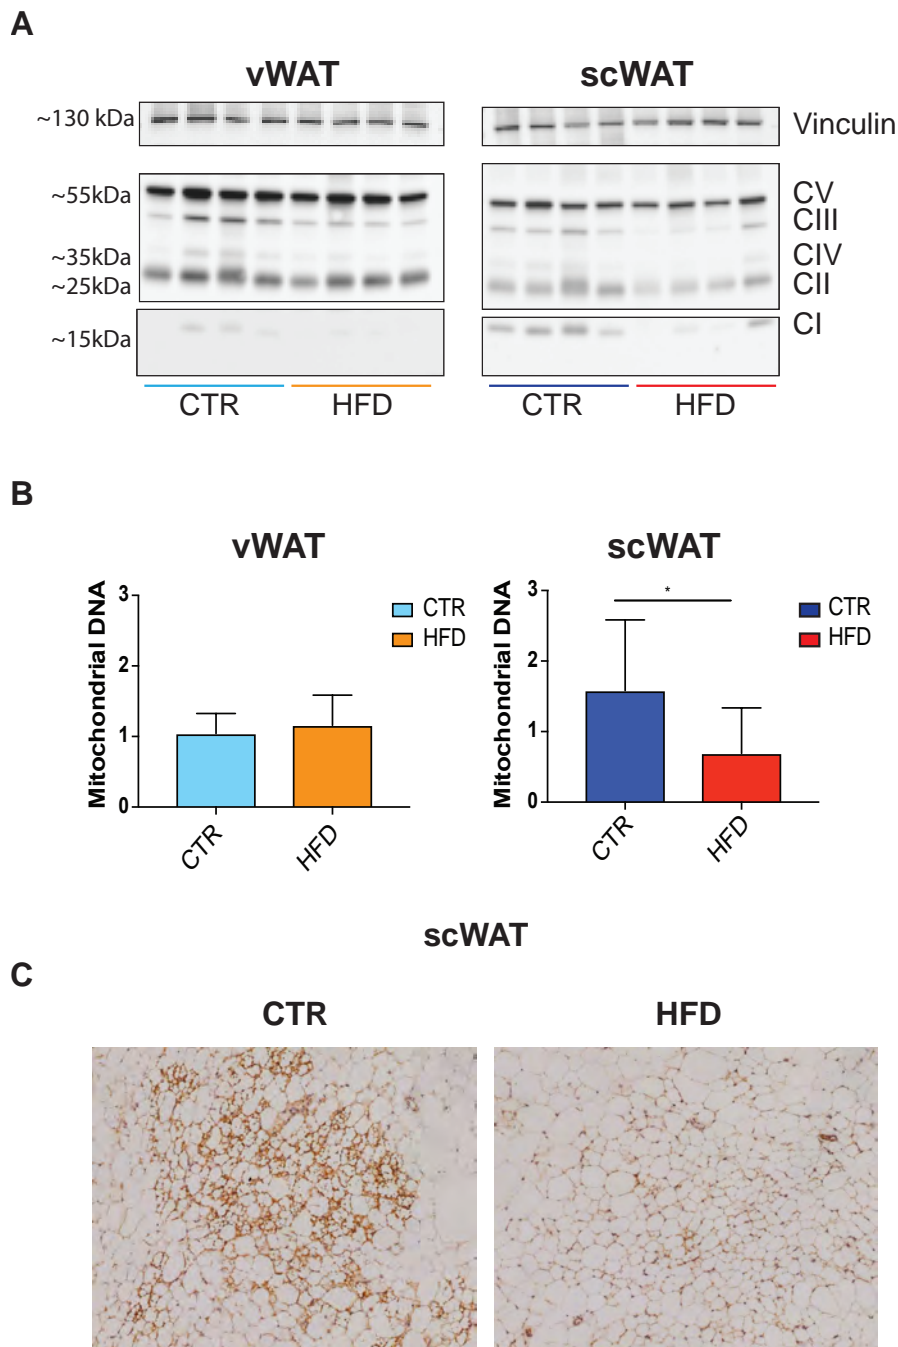 A
vWAT
scWAT
~130 kDa
Vinculin
~55kDa
CV
CIII
~35kDa
CIV
~25kDa
CII
~15kDa
CI
CTR
HFD
CTR
HFD
B
vWAT
scWAT
Mitochondrial DNA
3
2
1
0
CTR
HFD
CTR
HFD
Mitochondrial DNA
3
2
1
0
*
CTR
HFD
CTR
HFD
scWAT
C
CTR
HFD